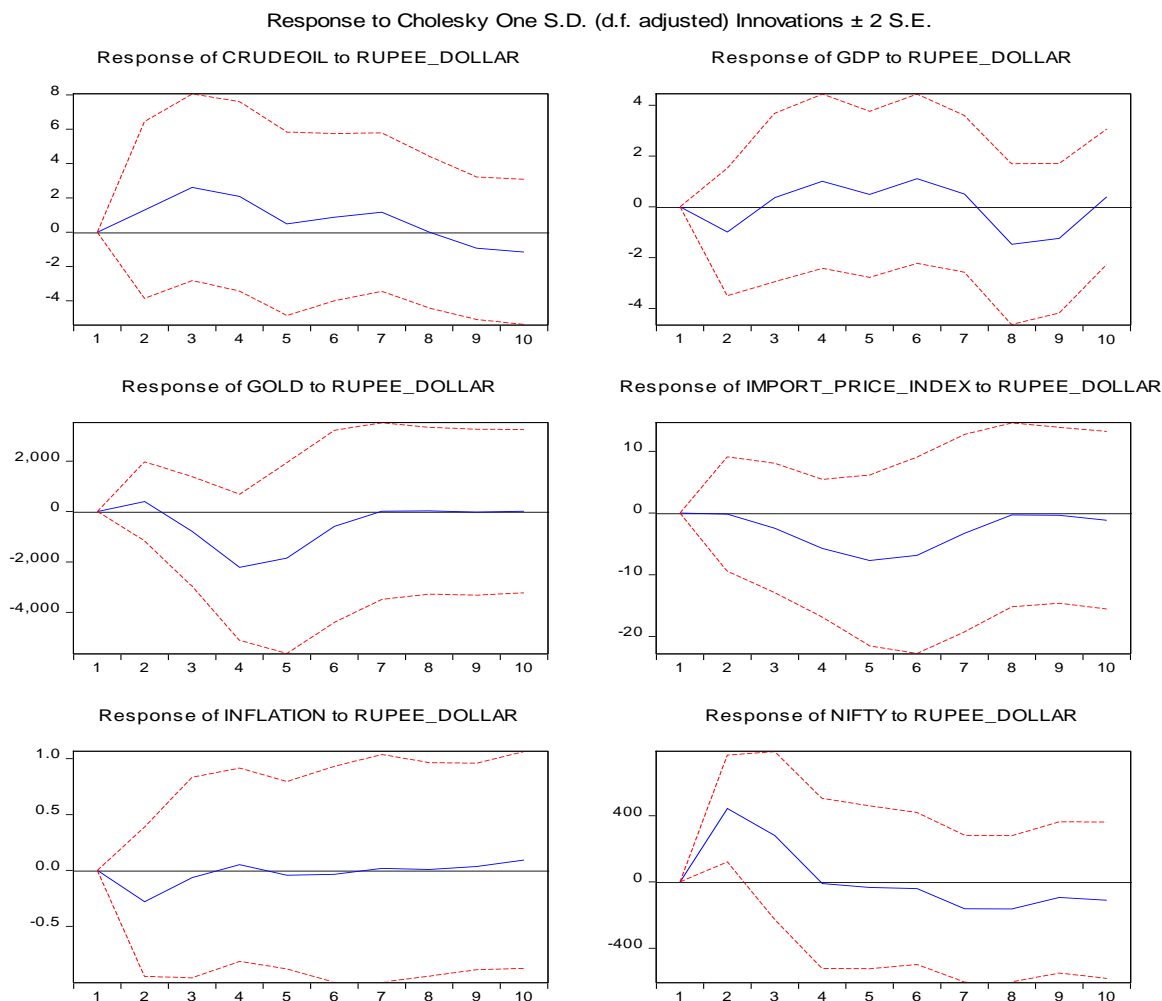 Response to Cholesky One S.D. (d.f. adjusted) Innovations ± 2 S.E.
Response of CRUDEOIL to RUPEE_DOLLAR
8
6
4
2
0
-2
-4
1 2 3 4 5 6 7 8 9 10
Response of GDP to RUPEE_DOLLAR
4
2
0
-2
-4
1 2 3 4 5 6 7 8 9 10
Response of GOLD to RUPEE_DOLLAR
2,000
0
-2,000
-4,000
1 2 3 4 5 6 7 8 9 10
Response of IMPORT_PRICE_INDEX to RUPEE_DOLLAR
10
0
-10
-20
1 2 3 4 5 6 7 8 9 10
Response of INFLATION to RUPEE_DOLLAR
1.0
0.5
0.0
-0.5
1 2 3 4 5 6 7 8 9 10
Response of NIFTY to RUPEE_DOLLAR
400
0
-400
1 2 3 4 5 6 7 8 9 10